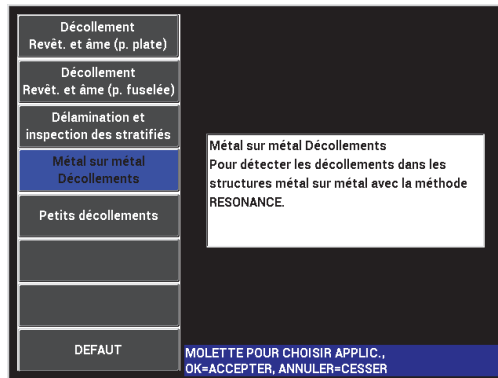 Décollement
Revêt. et âme (p. plate)
Décollement
Revêt. et âme (p. fuselée)
Délamination et
inspection des stratifiés
Métal sur métal
Décollements
Petits décollements
DEFAUT
Métal sur métal Décollements
Pour détecter les décollements dans les
structures métal sur métal avec la méthode
RESONANCE.
MOLETTE POUR CHOISIR APPLIC.,
OK=ACCEPTER, ANNULER=CESSER